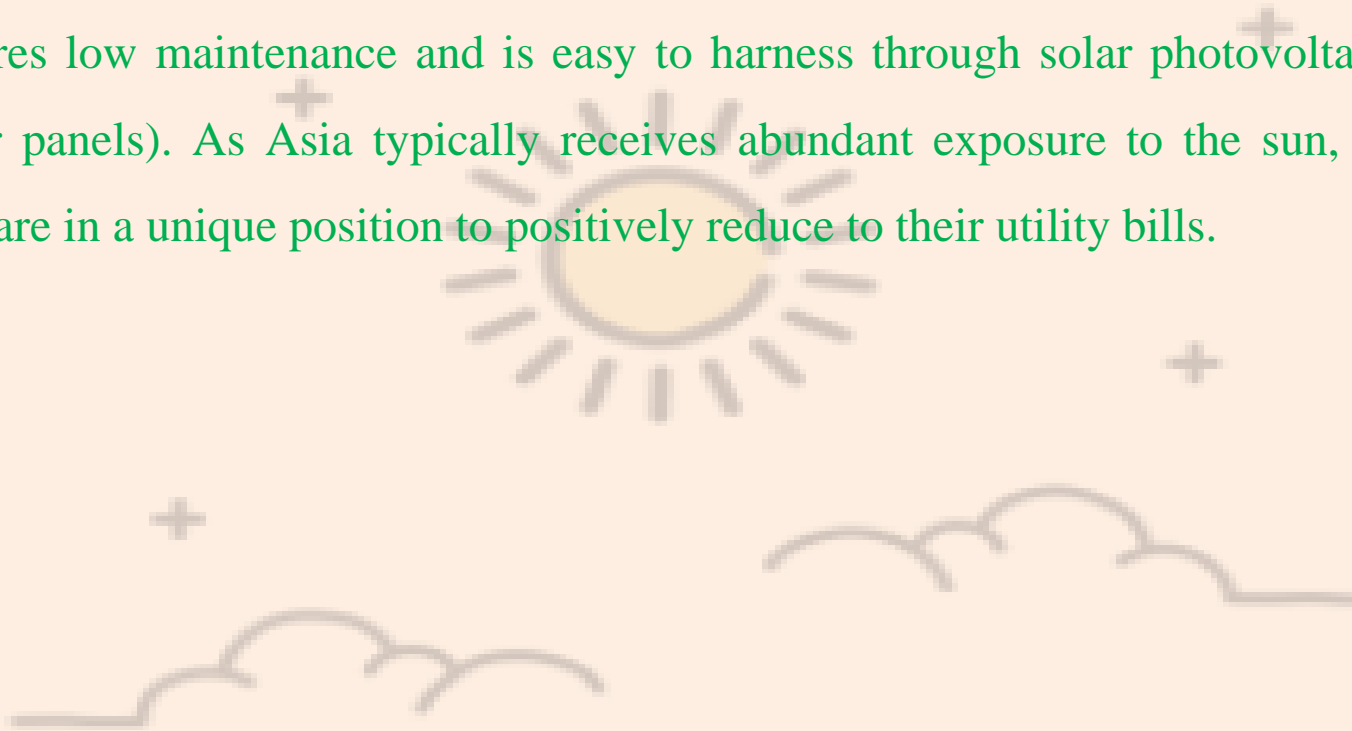 res low maintenance and is easy to harness through solar photovolta
r panels). As Asia typically receives abundant exposure to the sun,
are in a unique position to positively reduce to their utility bills.